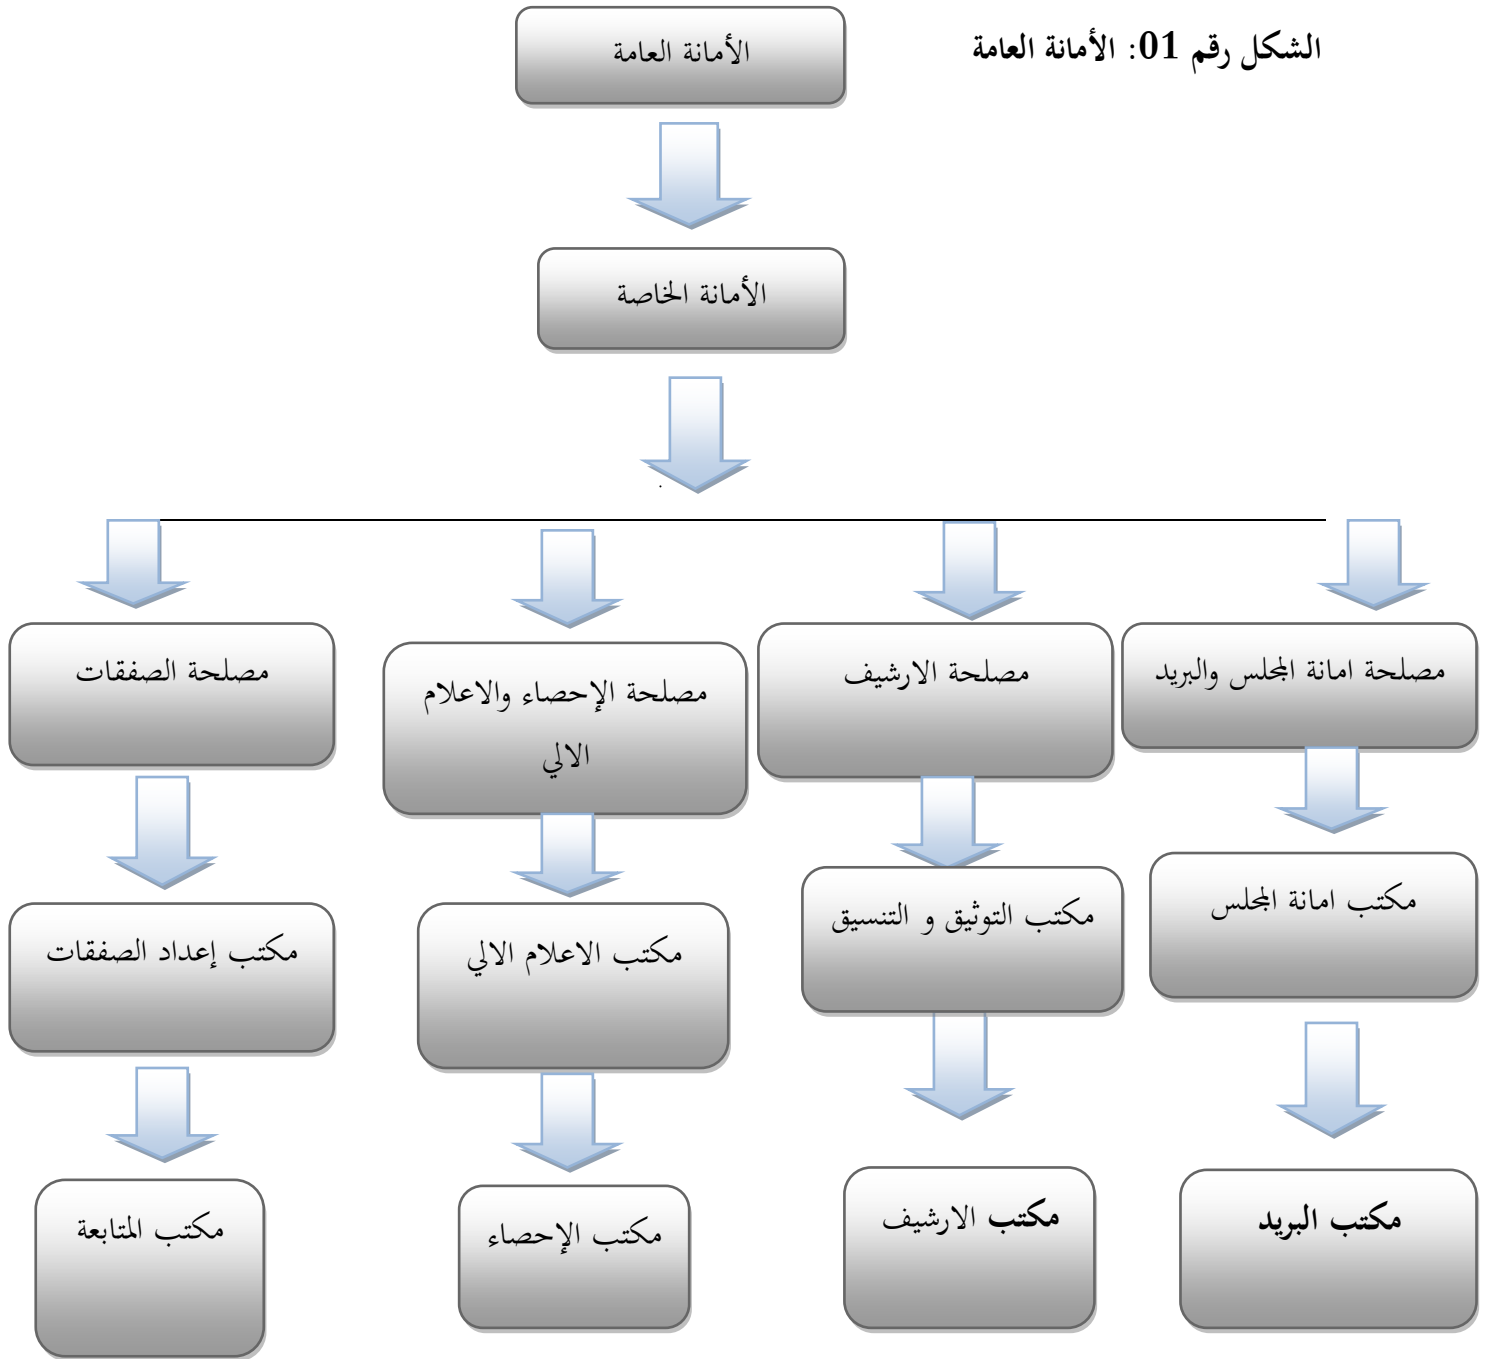 الشكل رقم 01: الأمانة العامة
الأمانة العامة
الأمانة الخاصة
مصلحة امانة المجلس والبريد
مصلحة الارشيف
مصلحة الإحصاء والاعلام
الالي
مصلحة الصفقات
مكتب امانة المجلس
مكتب التوثيق و التنسيق
مكتب الاعلام الالي
مكتب إعداد الصفقات
مكتب البريد
مكتب الارشيف
مكتب الإحصاء
مكتب المتابعة